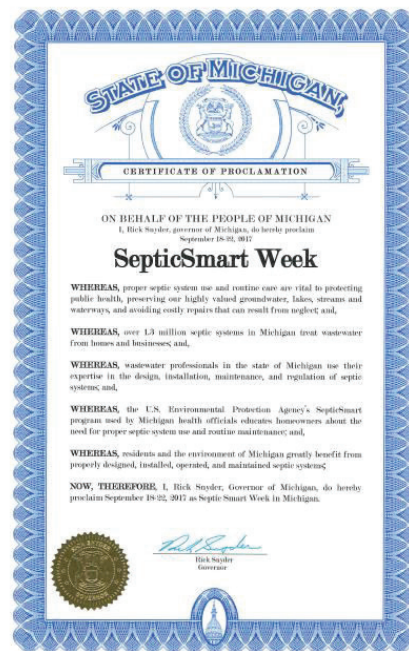 STATE OF MICHIGAN,
CERTIFICATE OF PROCLAMATION
ON BEHALF OF THE PEOPLE OF MICHIGAN
I, Rick Snyder, governor of Michigan, do hereby proclaim
September 18-22, 2017
SepticSmart Week
WHEREAS, proper septic system use and routine care are vital to protecting
public health, preserving our highly valued groundwater, lakes, streams and
waterways, and avoiding costly repairs that can result from neglect; and,
WHEREAS, over 1.3 million septic systems in Michigan treat wastewater
from homes and businesses; and,
WHEREAS, wastewater professionals in the state of Michigan use their
expertise in the design, installation, maintenance, and regulation of septic
systems; and,
WHEREAS, the U.S. Environmental Protection Agency's SepticSmart
program used by Michigan health officials educates homeowners about the
need for proper septic system use and routine maintenance; and,
WHEREAS, residents and the environment of Michigan greatly benefit from
properly designed, installed, operated, and maintained septic systems;
NOW, THEREFORE, I, Rick Snyder, Governor of Michigan, do hereby
proclaim September 18-22, 2017 as Septic Smart Week in Michigan.
Rick Snyder
Rick Snyder
Governor